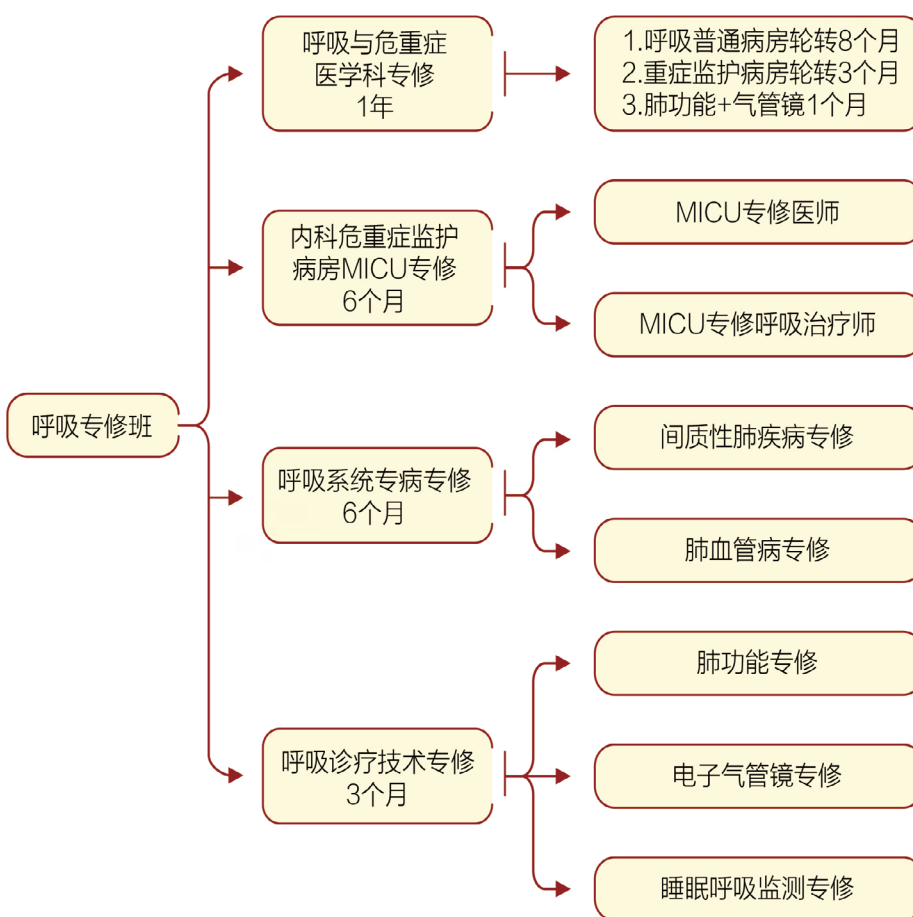 呼吸专修班
呼吸与危重症
医学科专修
1年
1.呼吸普通病房轮转8个月
2.重症监护病房轮转3个月
3.肺功能+气管镜1个月
内科危重症监护
病房MICU专修
6个月
MICU专修医师
MICU专修呼吸治疗师
呼吸系统专病专修
6个月
间质性肺疾病专修
肺血管病专修
呼吸诊疗技术专修
3个月
肺功能专修
电子气管镜专修
睡眠呼吸监测专修